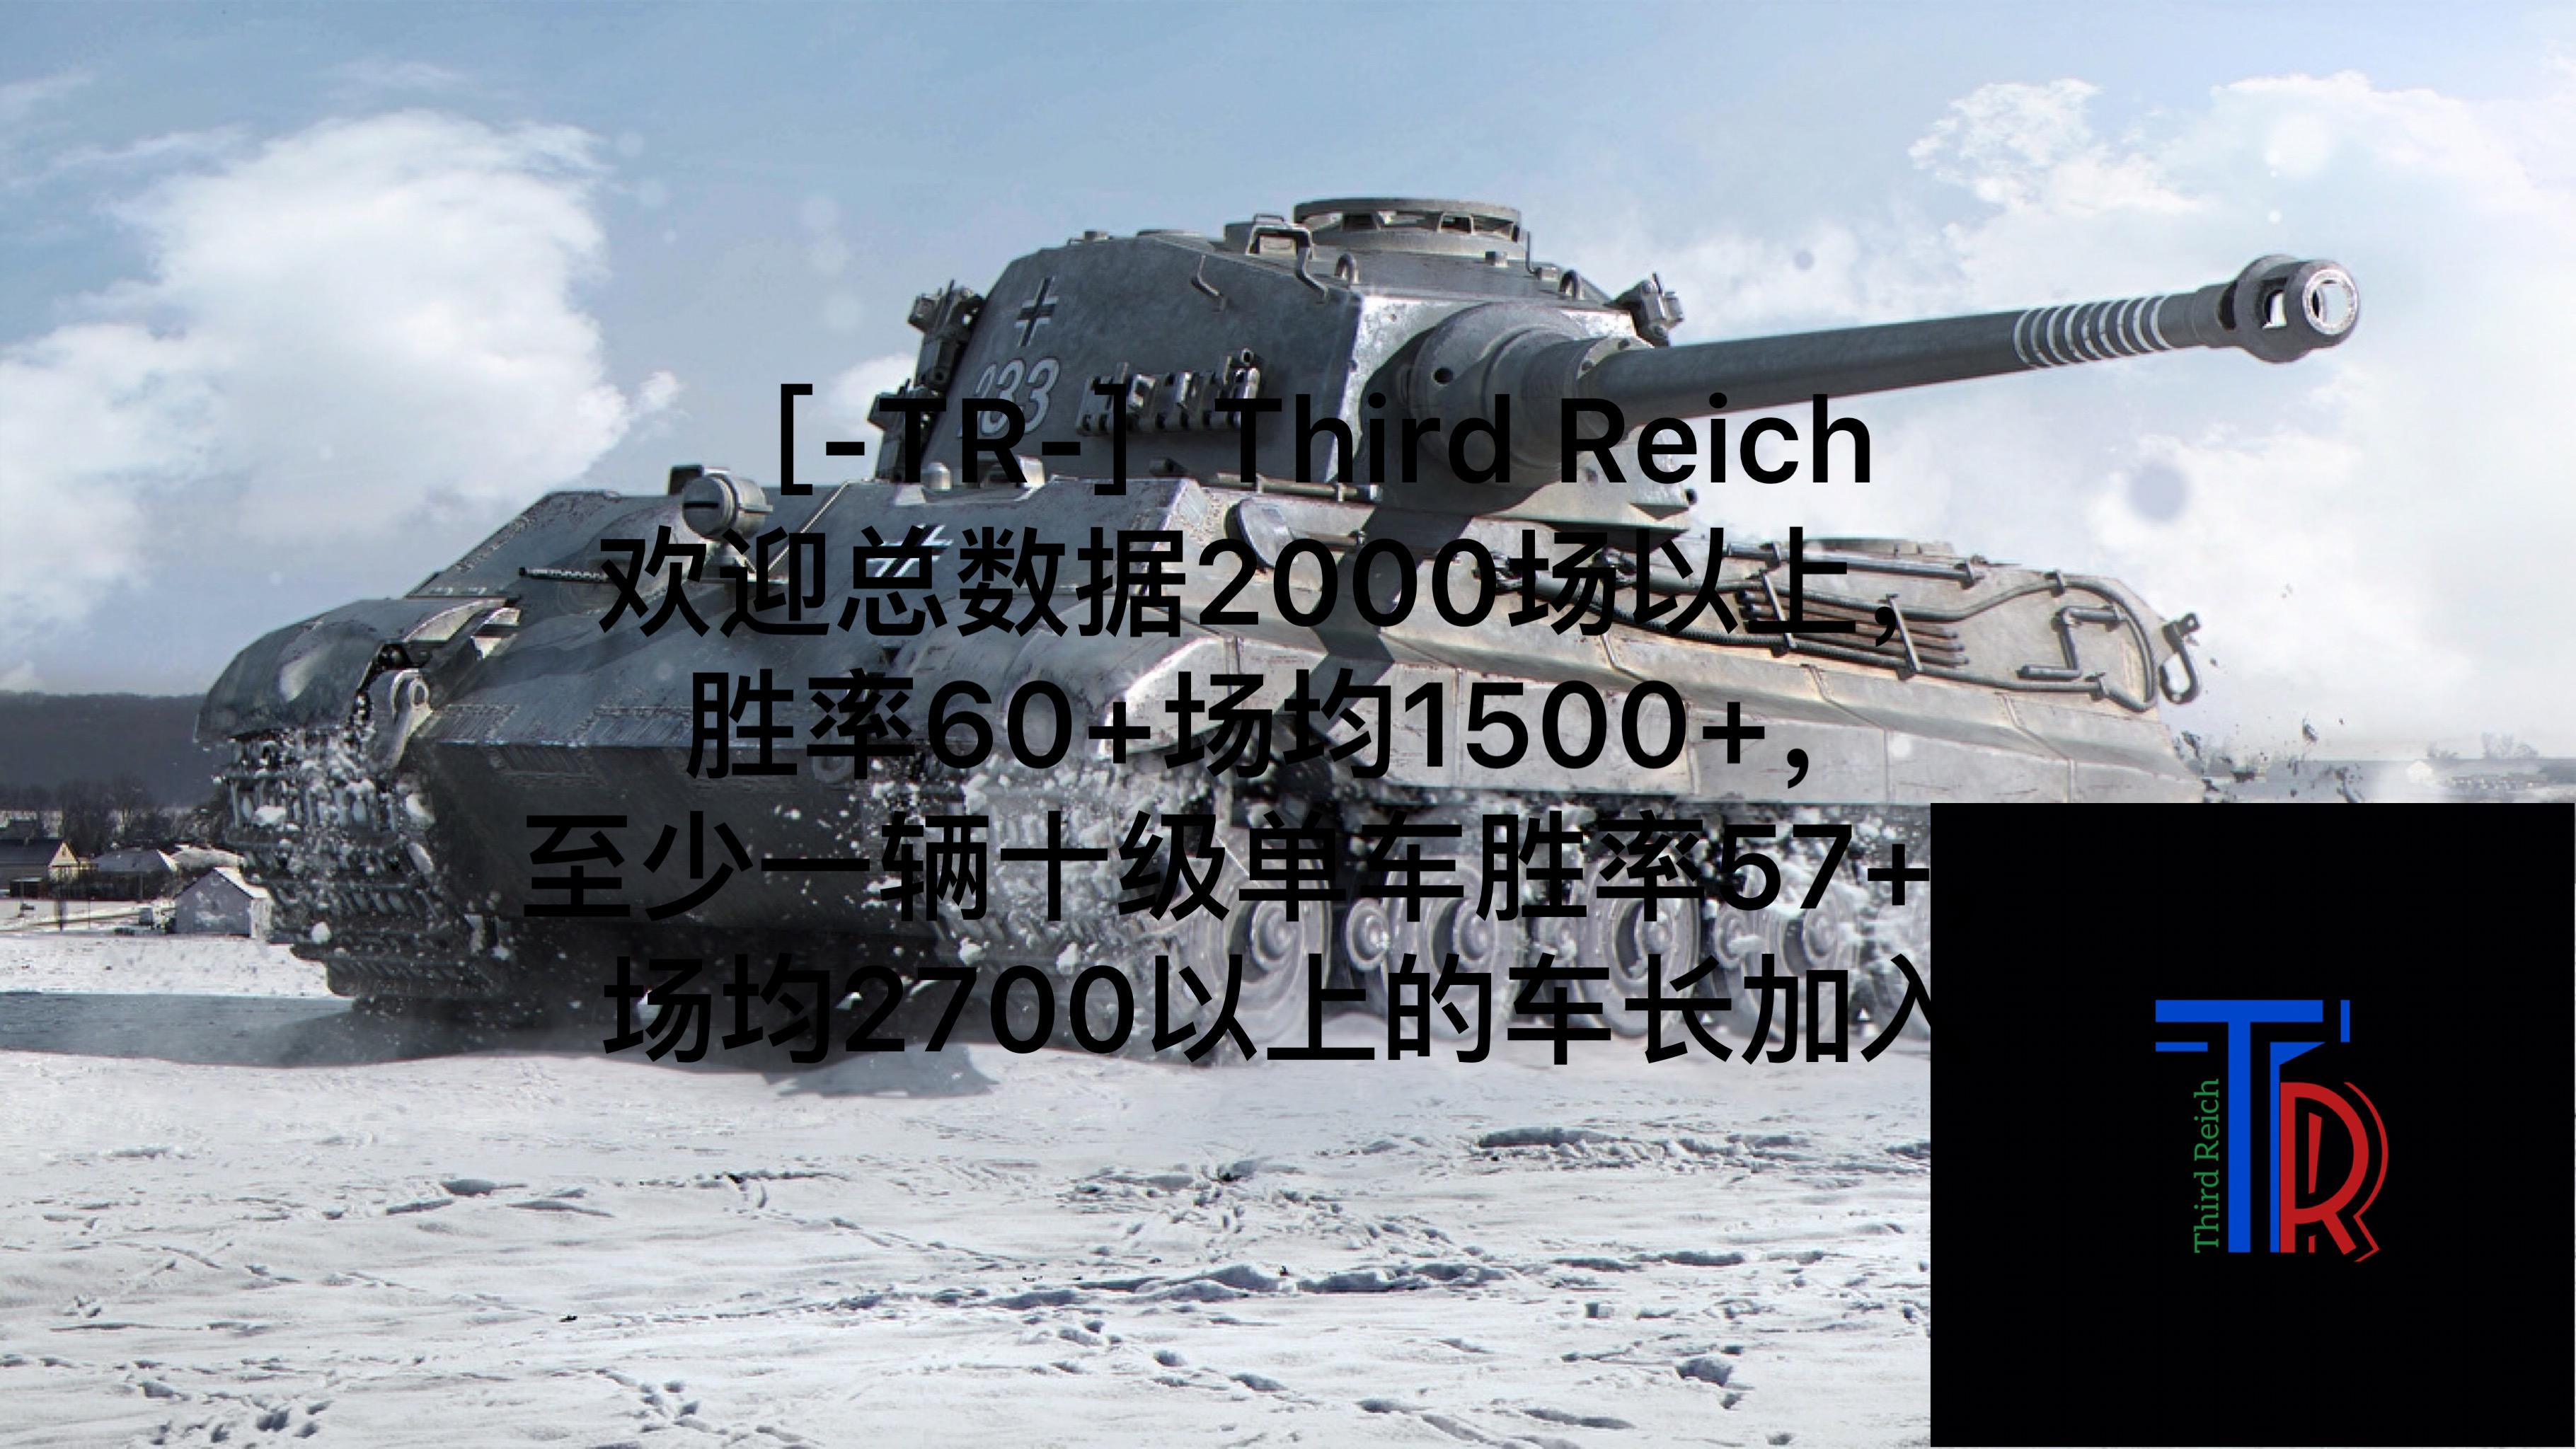 233
[-TR-] Third Reich
欢迎总数据2000场以上，
胜率60+场均1500+，
至少一辆十级单车胜率57+
场均2700以上的车长加入
TR
Third Reich